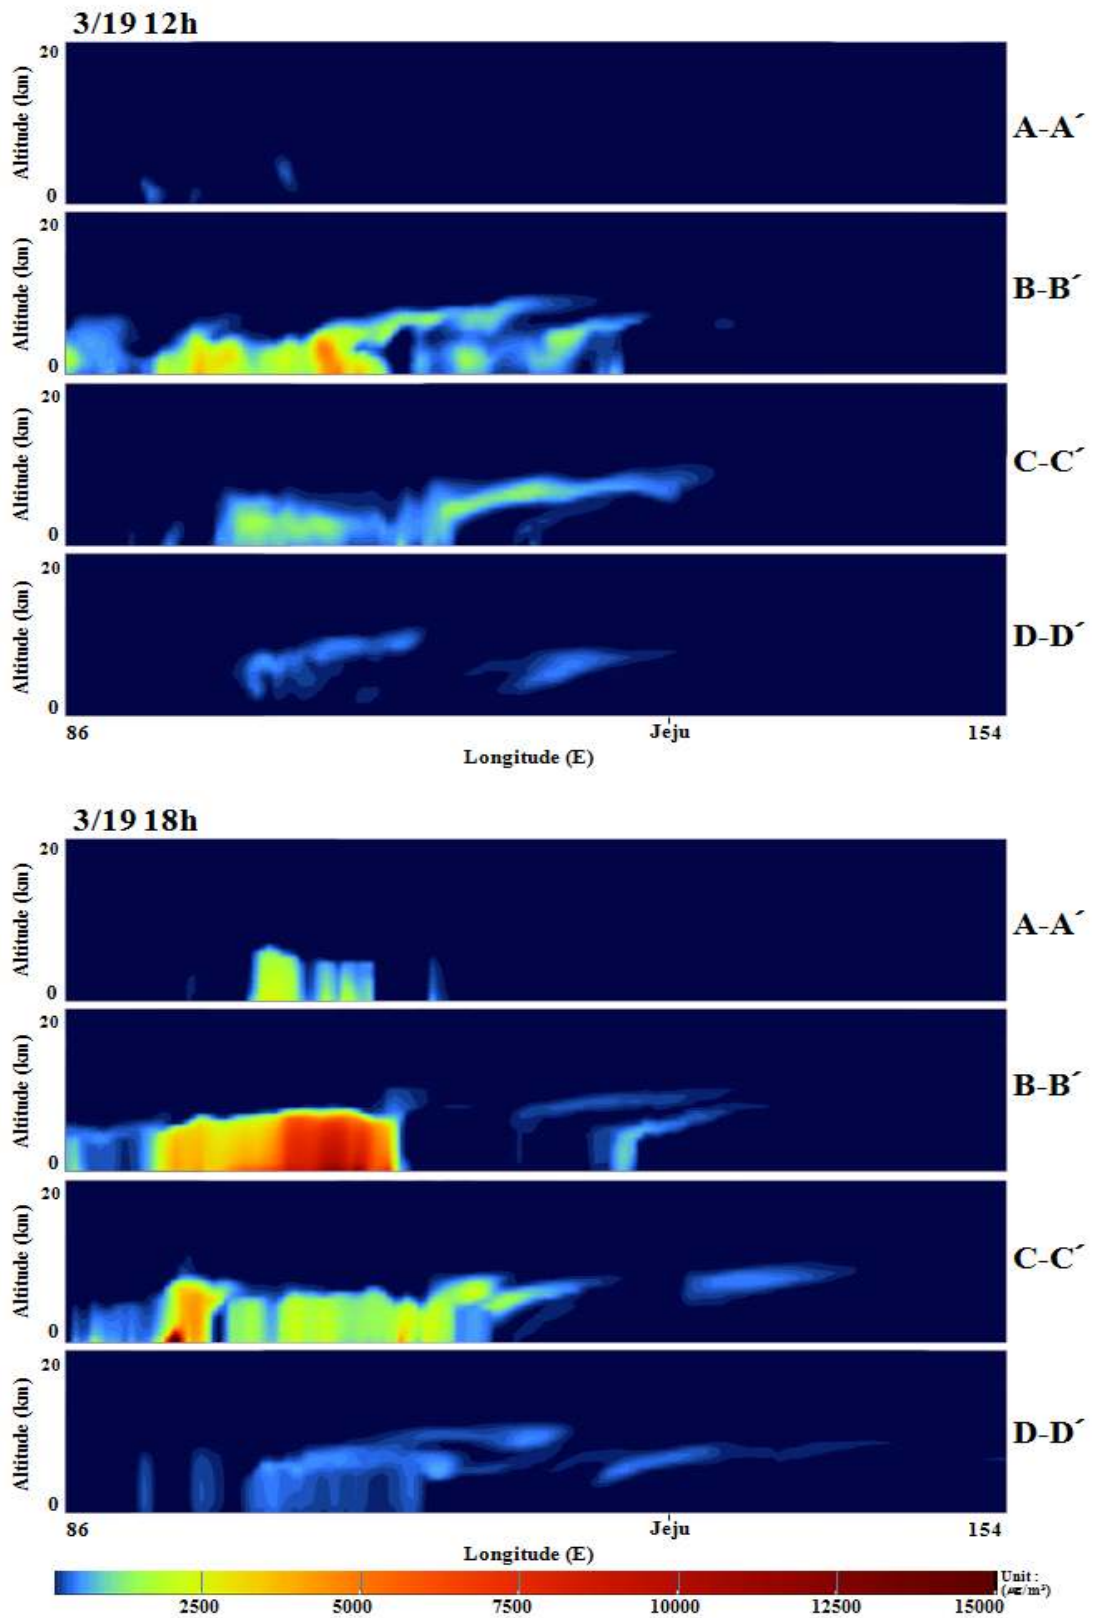 3/19 12h
20
Altitude (km)
0
A-A´
20
Altitude (km)
0
B-B´
20
Altitude (km)
0
C-C´
20
Altitude (km)
0
D-D´
86 Jeju 154
Longitude (E)
3/19 18h
20
Altitude (km)
0
A-A´
20
Altitude (km)
0
B-B´
20
Altitude (km)
0
C-C´
20
Altitude (km)
0
D-D´
86 Jeju 154
Longitude (E)
Unit :
(㎍/m³)
2500 5000 7500 10000 12500 15000